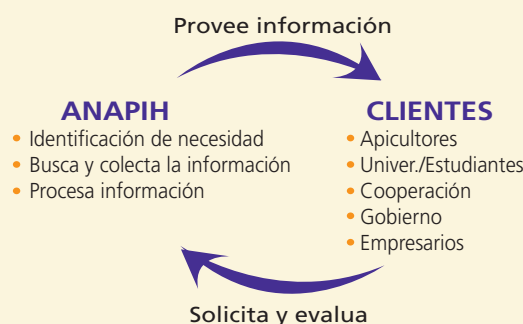 Provee información
ANAPIH
• Identificación de necesidad
• Busca y colecta la información
• Procesa información
CLIENTES
• Apicultores
• Univer./Estudiantes
• Cooperación
• Gobierno
• Empresarios
Solicita y evalua